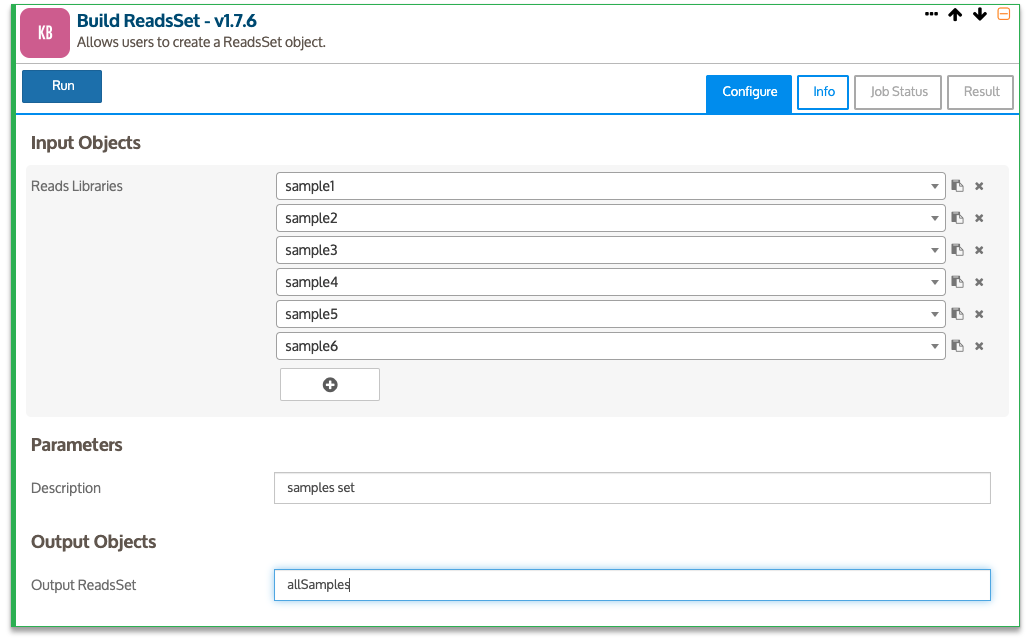 KB
Build ReadsSet - v1.7.6
Allows users to create a ReadsSet object.
Run
Configure
Info
Job Status
Result
Input Objects
Reads Libraries
sample1
sample2
sample3
sample4
sample5
sample6
Parameters
Description
samples set
Output Objects
Output ReadsSet
allSamples